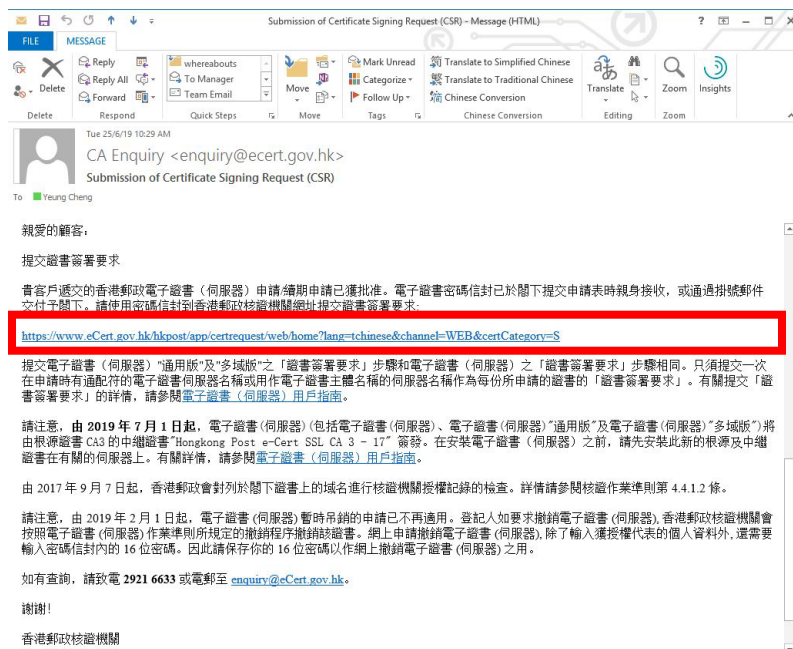 Submission of Certificate Signing Request (CSR) - Message (HTML)
FILE MESSAGE
Delete
Reply
Reply All
Forward
whereabouts
To Manager
Team Email
Move
Mark Unread
Categorize
Follow Up
Translate to Simplified Chinese
Translate to Traditional Chinese
Chinese Conversion
Translate
Zoom
Insights
Delete Respond Quick Steps Move Tags Chinese Conversion Editing Zoom
Tue 25/6/19 10:29 AM
CA Enquiry <enquiry@ecert.gov.hk>
Submission of Certificate Signing Request (CSR)
To Yeung Cheng
親愛的顧客:
提交證書簽署要求
貴客戶遞交的香港郵政電子證書（伺服器）申請/續期申請已獲批准。電子證書密碼信封已於閣下提交申請表時親身接收，或通過掛號郵件
交付予閣下。請使用密碼信封到香港郵政核證機關網址提交證書簽署要求:
https://www.eCert.gov.hk/hkpost/app/certrequest/web/home?lang=tchinese&channel=WEB&certCategory=S
提交電子證書（伺服器）"通用版"及"多域版"之「證書簽署要求」步驟和電子證書（伺服器）之「證書簽署要求」步驟相同。只須提交一次
在申請時有通配符的電子證書伺服器名稱或用作電子證書主體名稱的伺服器名稱作為每份所申請的證書的「證書簽署要求」。有關提交「證
書簽署要求」的詳情，請參閱電子證書（伺服器）用戶指南。
請注意，由 2019 年 7 月 1 日起，電子證書(伺服器)(包括電子證書(伺服器)、電子證書(伺服器)"通用版"及電子證書(伺服器)"多域版")將
由根源證書 CA3 的中繼證書"Hongkong Post e-Cert SSL CA 3 - 17" 簽發。在安裝電子證書（伺服器）之前，請先安裝此新的根源及中繼
證書在有關的伺服器上。有關詳情，請參閱電子證書（伺服器）用戶指南。
由 2017 年 9 月 7 日起，香港郵政會對列於閣下證書上的域名進行核證機關授權記錄的檢查。詳情請參閱核證作業準則第 4.4.1.2 條。
請注意，由 2019 年 2 月 1 日起，電子證書 (伺服器) 暫時吊銷的申請已不再適用。登記人如要求撤銷電子證書 (伺服器), 香港郵政核證機關會
按照電子證書 (伺服器) 作業準則所規定的撤銷程序撤銷該證書。網上申請撤銷電子證書 (伺服器), 除了輸入獲授權代表的個人資料外, 還需要
輸入密碼信封內的 16 位密碼。因此請保存你的 16 位密碼以作網上撤銷電子證書 (伺服器) 之用。
如有查詢，請致電 2921 6633 或電郵至 enquiry@eCert.gov.hk。
謝謝!
香港郵政核證機關